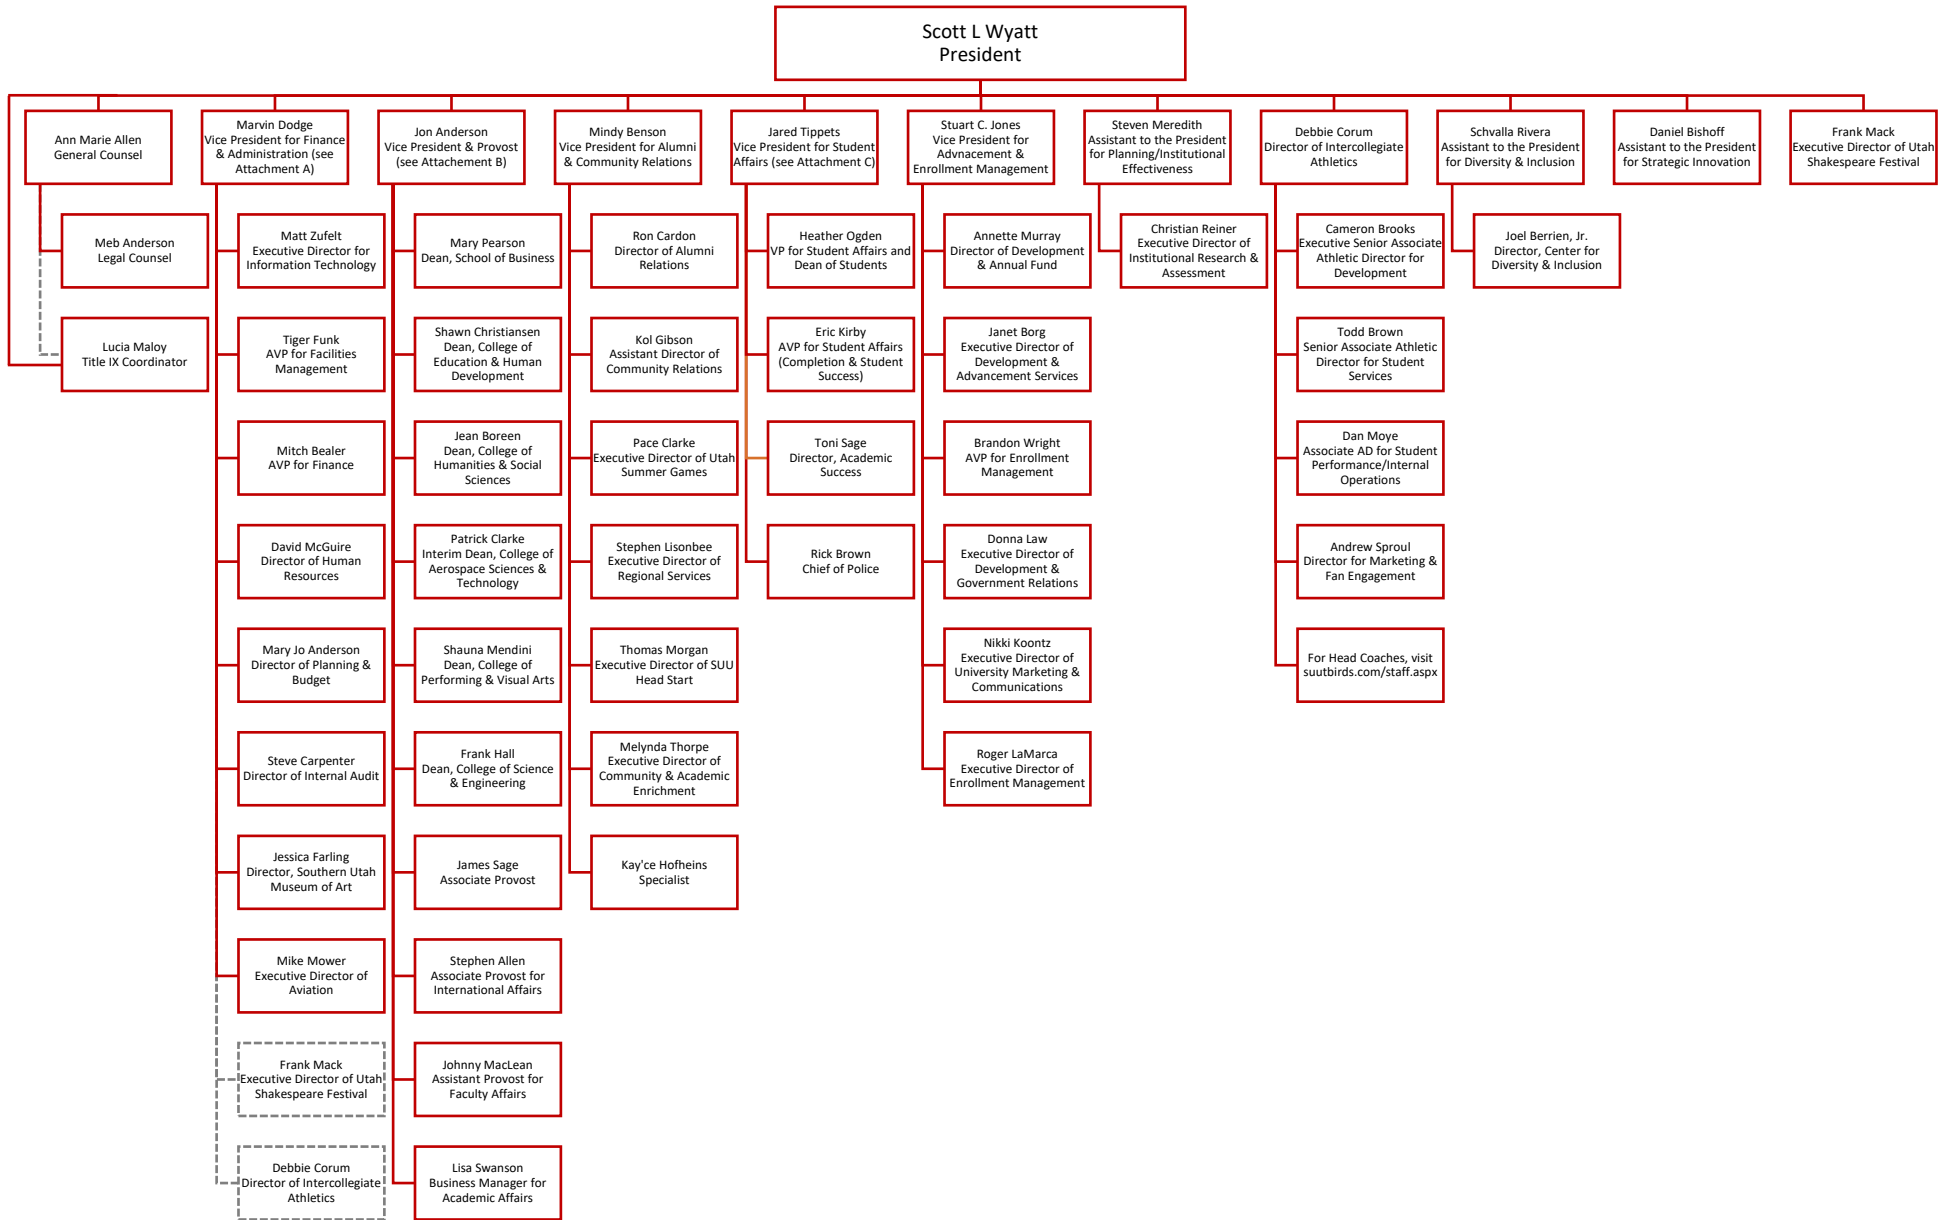 Scott L Wyatt
President
Ann Marie Allen
General Counsel
Meb Anderson
Legal Counsel
Lucia Maloy
Title IX Coordinator
Marvin Dodge
Vice President for Finance
& Administration (see
Attachment A)
Matt Zufelt
Executive Director for
Information Technology
Tiger Funk
AVP for Facilities
Management
Mitch Bealer
AVP for Finance
David McGuire
Director of Human
Resources
Mary Jo Anderson
Director of Planning &
Budget
Steve Carpenter
Director of Internal Audit
Jessica Farling
Director, Southern Utah
Museum of Art
Mike Mower
Executive Director of
Aviation
Frank Mack
Executive Director of Utah
Shakespeare Festival
Debbie Corum
Director of Intercollegiate
Athletics
Jon Anderson
Vice President & Provost
(see Attachement B)
Mary Pearson
Dean, School of Business
Shawn Christiansen
Dean, College of
Education & Human
Development
Jean Boreen
Dean, College of
Humanities & Social
Sciences
Patrick Clarke
Interim Dean, College of
Aerospace Sciences &
Technology
Shauna Mendini
Dean, College of
Performing & Visual Arts
Frank Hall
Dean, College of Science
& Engineering
James Sage
Associate Provost
Stephen Allen
Associate Provost for
International Affairs
Johnny MacLean
Assistant Provost for
Faculty Affairs
Lisa Swanson
Business Manager for
Academic Affairs
Mindy Benson
Vice President for Alumni
& Community Relations
Ron Cardon
Director of Alumni
Relations
Kol Gibson
Assistant Director of
Community Relations
Pace Clarke
Executive Director of Utah
Summer Games
Stephen Lisonbee
Executive Director of
Regional Services
Thomas Morgan
Executive Director of SUU
Head Start
Melynda Thorpe
Executive Director of
Community & Academic
Enrichment
Kay'ce Hofheins
Specialist
Jared Tippets
Vice President for Student
Affairs (see Attachment C)
Heather Ogden
VP for Student Affairs and
Dean of Students
Eric Kirby
AVP for Student Affairs
(Completion & Student
Success)
Toni Sage
Director, Academic
Success
Rick Brown
Chief of Police
Stuart C. Jones
Vice President for
Advnacement &
Enrollment Management
Annette Murray
Director of Development
& Annual Fund
Janet Borg
Executive Director of
Development &
Advancement Services
Brandon Wright
AVP for Enrollment
Management
Donna Law
Executive Director of
Development &
Government Relations
Nikki Koontz
Executive Director of
University Marketing &
Communications
Roger LaMarca
Executive Director of
Enrollment Management
Steven Meredith
Assistant to the President
for Planning/Institutional
Effectiveness
Christian Reiner
Executive Director of
Institutional Research &
Assessment
Debbie Corum
Director of Intercollegiate
Athletics
Cameron Brooks
Executive Senior Associate
Athletic Director for
Development
Todd Brown
Senior Associate Athletic
Director for Student
Services
Dan Moye
Associate AD for Student
Performance/Internal
Operations
Andrew Sproul
Director for Marketing &
Fan Engagement
For Head Coaches, visit
suutbirds.com/staff.aspx
Schvalla Rivera
Assistant to the President
for Diversity & Inclusion
Joel Berrien, Jr.
Director, Center for
Diversity & Inclusion
Daniel Bishoff
Assistant to the President
for Strategic Innovation
Frank Mack
Executive Director of Utah
Shakespeare Festival